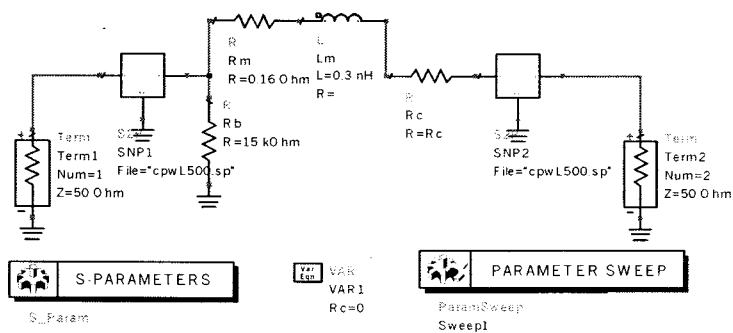 R
Rm
R=0.16 Ohm
L
Lm
L=0.3 nH
R=
R
Rb
R=15 kOhm
R
Rc
R=Rc
Term
Term1
Num=1
Z=50 Ohm
SNP1
File="cpwL500.sp"
SNP2
File="cpwL500.sp"
Term
Term2
Num=2
Z=50 Ohm
S-PARAMETERS
S_Param
Var
Eqn
VAR
VAR1
Rc=0
PARAMETER SWEEP
ParamSweep
Sweep1